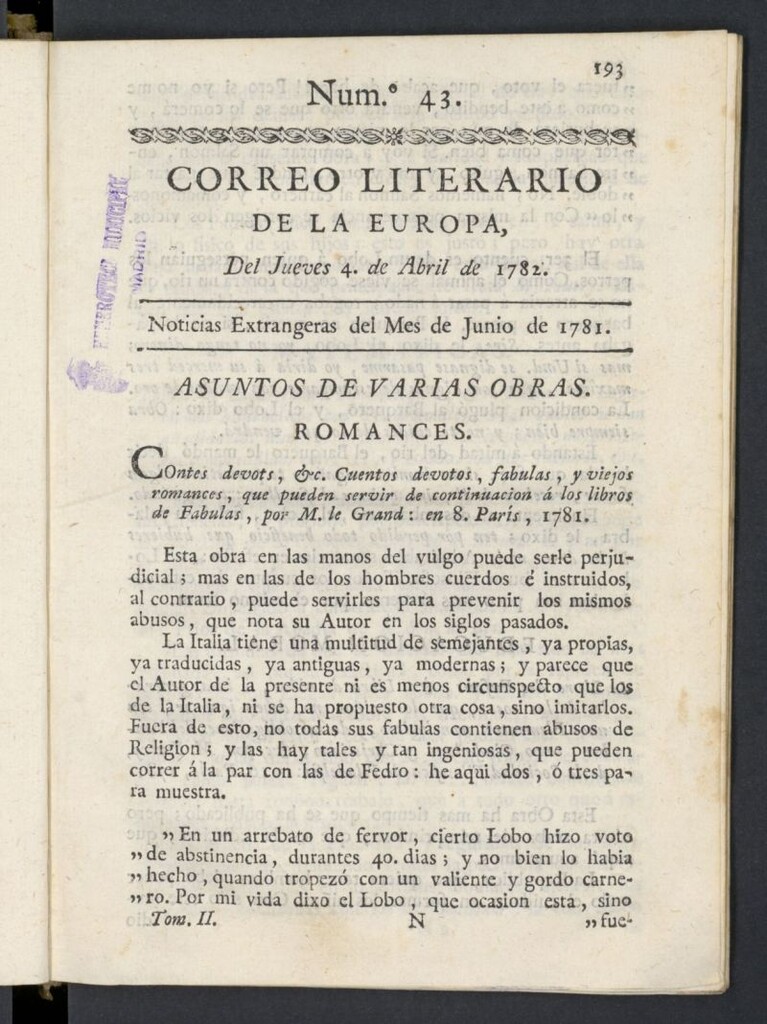 193
Num.º 43.
CORREO LITERARIO
DE LA EUROPA,
Del Jueves 4. de Abril de 1782.
Noticias Extrangeras del Mes de Junio de 1781.
ASUNTOS DE VARIAS OBRAS.
ROMANCES.
COntes devots, &c. Cuentos devotos, fabulas, y viejos
romances, que pueden servir de continuacion á los libros
de Fabulas, por M. le Grand: en 8. París, 1781.
Esta obra en las manos del vulgo puede serle perju-
dicial; mas en las de los hombres cuerdos é instruidos,
al contrario, puede servirles para prevenir los mismos
abusos, que nota su Autor en los siglos pasados.
La Italia tiene una multitud de semejantes, ya propias,
ya traducidas, ya antiguas, ya modernas; y parece que
el Autor de la presente ni es menos circunspecto que los
de la Italia, ni se ha propuesto otra cosa, sino imitarlos.
Fuera de esto, no todas sus fabulas contienen abusos de
Religion; y las hay tales y tan ingeniosas, que pueden
correr á la par con las de Fedro: he aqui dos, ó tres pa-
ra muestra.
„ En un arrebato de fervor, cierto Lobo hizo voto
„ de abstinencia, durantes 40. dias; y no bien lo habia
„ hecho, quando tropezó con un valiente y gordo carne-
„ ro. Por mi vida dixo el Lobo, que ocasion esta, sino
Tom. II. N „ fue-
HEMEROTECA MUNICIPAL
MADRID